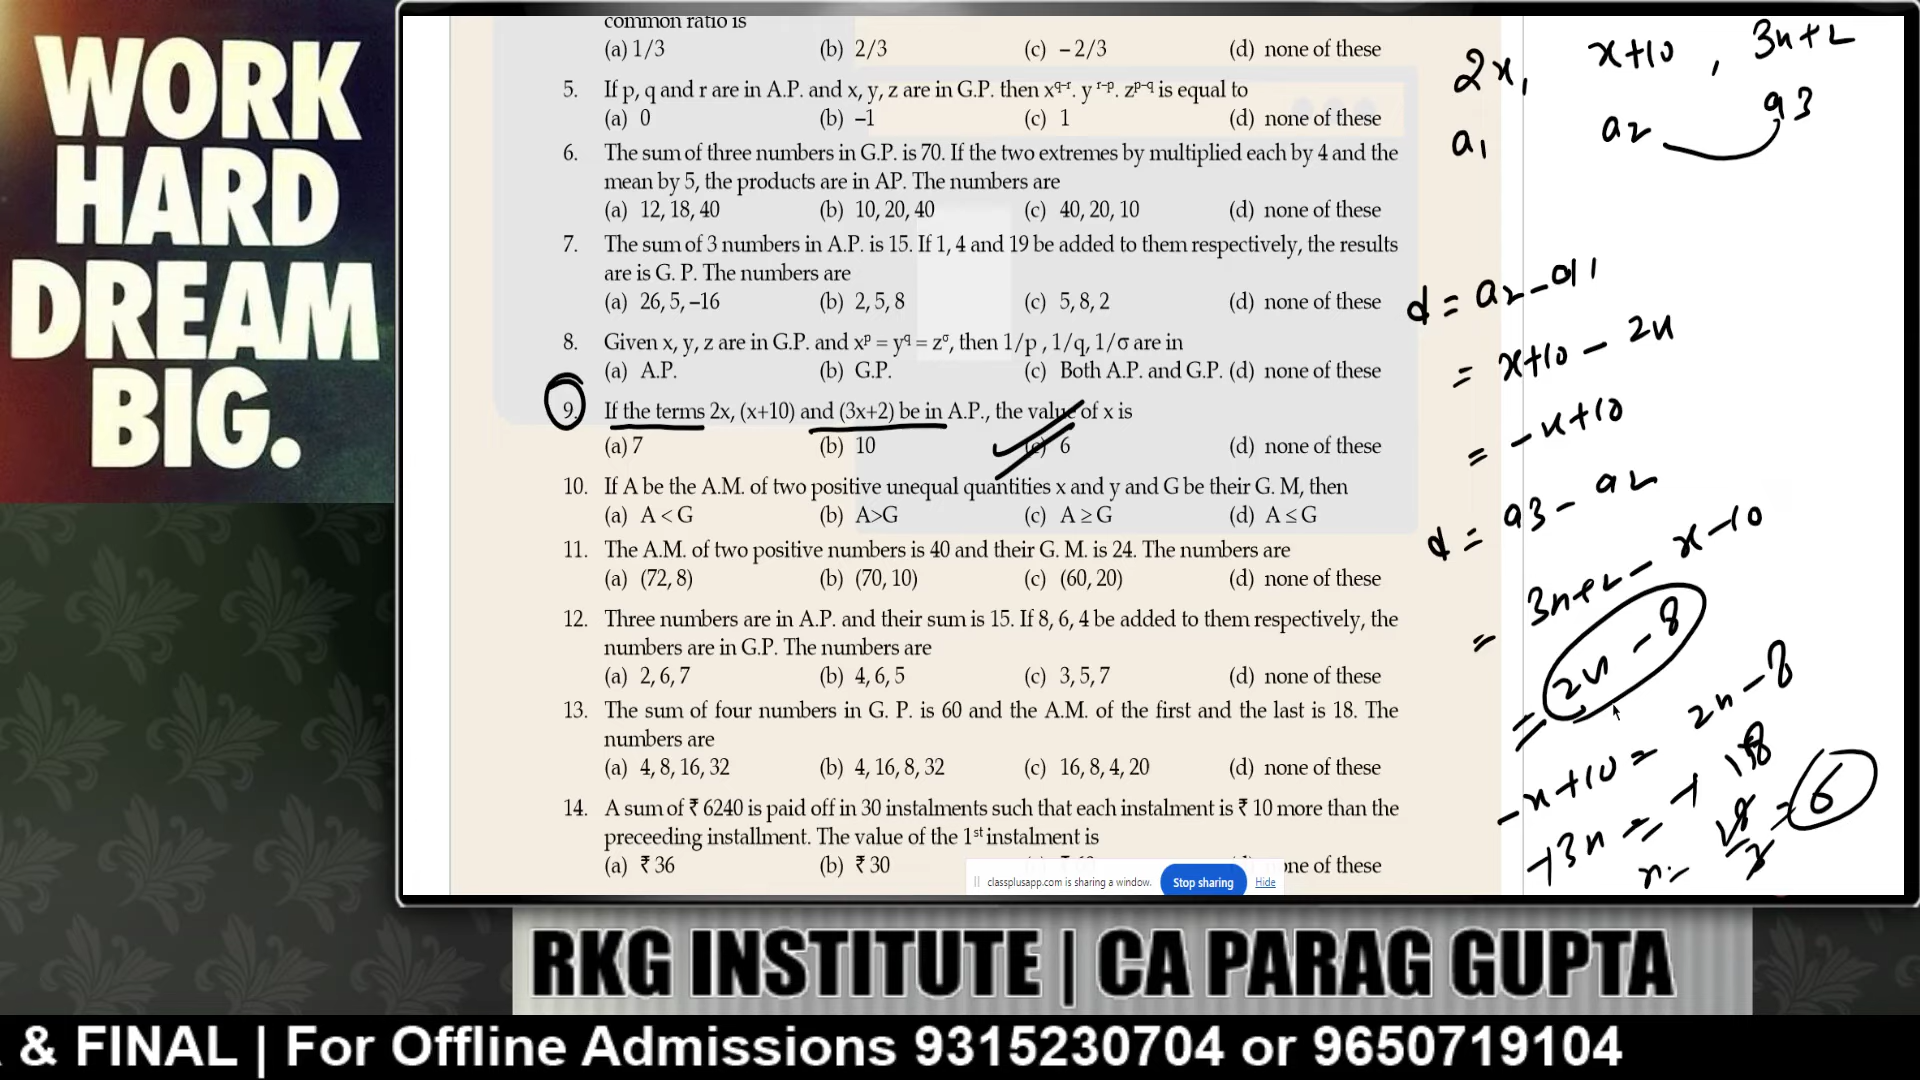 WORK
HARD
DREAM
BIG.
common ratio is
(a) 1/3 (b) 2/3 (c) – 2/3 (d) none of these
5. If p, q and r are in A.P. and x, y, z are in G.P. then x^q–r. y^r–p. z^p–q is equal to
(a) 0 (b) –1 (c) 1 (d) none of these
6. The sum of three numbers in G.P. is 70. If the two extremes by multiplied each by 4 and the
mean by 5, the products are in AP. The numbers are
(a) 12, 18, 40 (b) 10, 20, 40 (c) 40, 20, 10 (d) none of these
7. The sum of 3 numbers in A.P. is 15. If 1, 4 and 19 be added to them respectively, the results
are is G. P. The numbers are
(a) 26, 5, –16 (b) 2, 5, 8 (c) 5, 8, 2 (d) none of these
8. Given x, y, z are in G.P. and x^p = y^q = z^σ, then 1/p , 1/q, 1/σ are in
(a) A.P. (b) G.P. (c) Both A.P. and G.P. (d) none of these
9. If the terms 2x, (x+10) and (3x+2) be in A.P., the value of x is
(a) 7 (b) 10 (c) 6 (d) none of these
10. If A be the A.M. of two positive unequal quantities x and y and G be their G. M, then
(a) A < G (b) A>G (c) A ≥ G (d) A ≤ G
11. The A.M. of two positive numbers is 40 and their G. M. is 24. The numbers are
(a) (72, 8) (b) (70, 10) (c) (60, 20) (d) none of these
12. Three numbers are in A.P. and their sum is 15. If 8, 6, 4 be added to them respectively, the
numbers are in G.P. The numbers are
(a) 2, 6, 7 (b) 4, 6, 5 (c) 3, 5, 7 (d) none of these
13. The sum of four numbers in G. P. is 60 and the A.M. of the first and the last is 18. The
numbers are
(a) 4, 8, 16, 32 (b) 4, 16, 8, 32 (c) 16, 8, 4, 20 (d) none of these
14. A sum of ₹ 6240 is paid off in 30 instalments such that each instalment is ₹ 10 more than the
preceeding installment. The value of the 1st instalment is
(a) ₹ 36 (b) ₹ 30 none of these
classplusapp.com is sharing a window. Stop sharing Hide
2x, x+10, 3x+2
a1 a2 a3
d = a2 - a1
= x+10 - 2x
= -x+10
d = a3 - a2
= 3x+2 - x-10
= 2x - 8
-x+10 = 2x - 8
= 6
RKG INSTITUTE | CA PARAG GUPTA
& FINAL | For Offline Admissions 9315230704 or 9650719104